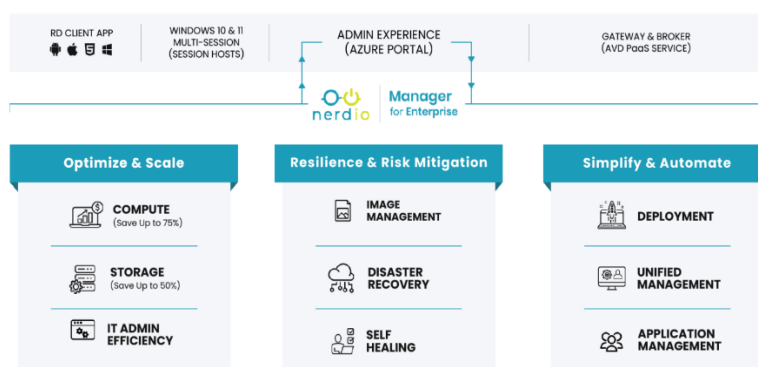 RD CLIENT APP
WINDOWS 10 & 11
MULTI-SESSION
(SESSION HOSTS)
ADMIN EXPERIENCE
(AZURE PORTAL)
GATEWAY & BROKER
(AVD PaaS SERVICE)
nerdio
Manager
for Enterprise
Optimize & Scale
COMPUTE
(Save Up to 75%)
STORAGE
(Save Up to 50%)
IT ADMIN
EFFICIENCY
Resilience & Risk Mitigation
IMAGE
MANAGEMENT
DISASTER
RECOVERY
SELF
HEALING
Simplify & Automate
DEPLOYMENT
UNIFIED
MANAGEMENT
APPLICATION
MANAGEMENT